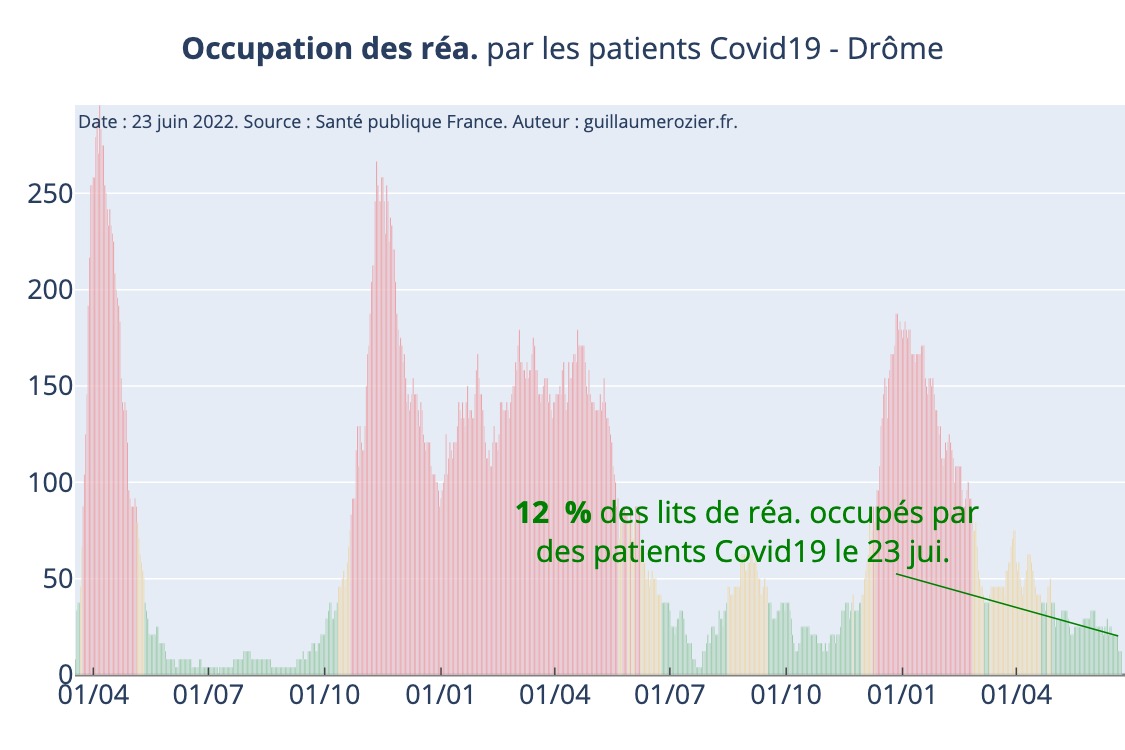 Occupation des réa. par les patients Covid19 - Drôme
Date : 23 juin 2022. Source : Santé publique France. Auteur : guillaumerozier.fr.
250
200
150
100
12  % des lits de réa. occupés par
des patients Covid19 le 23 jui.
50
0
01/04 01/07 01/10 01/01 01/04 01/07 01/10 01/01 01/04